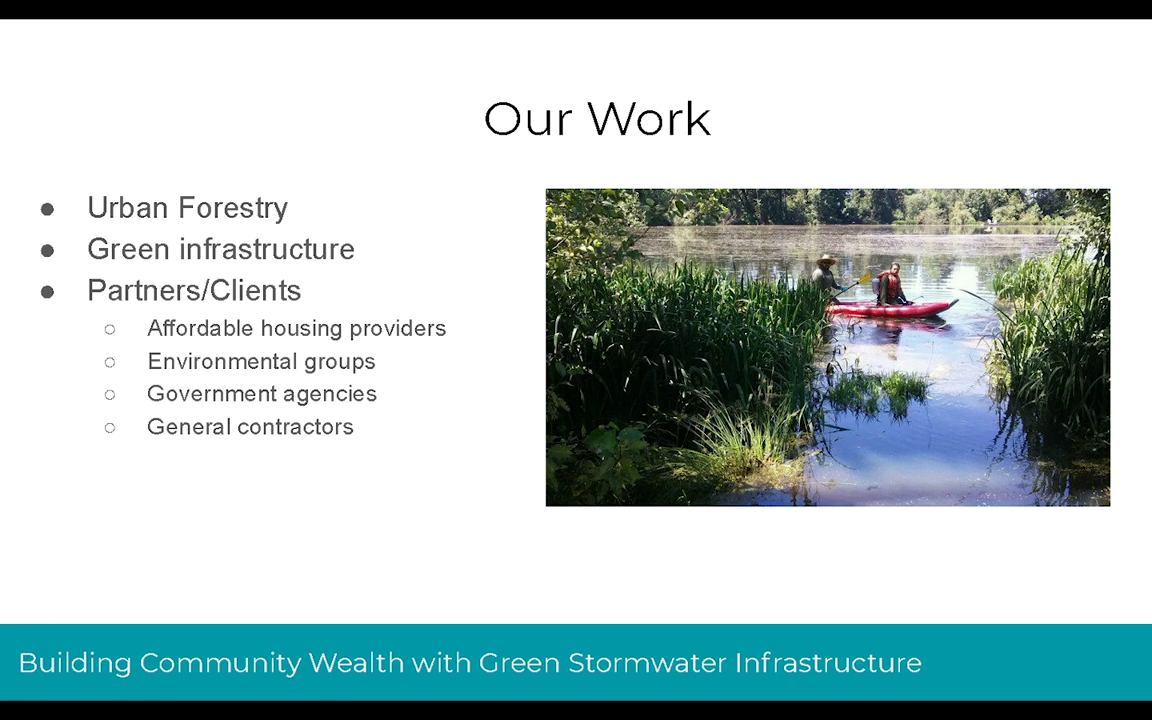 Our Work
● Urban Forestry
● Green infrastructure
● Partners/Clients
○ Affordable housing providers
○ Environmental groups
○ Government agencies
○ General contractors
Building Community Wealth with Green Stormwater Infrastructure